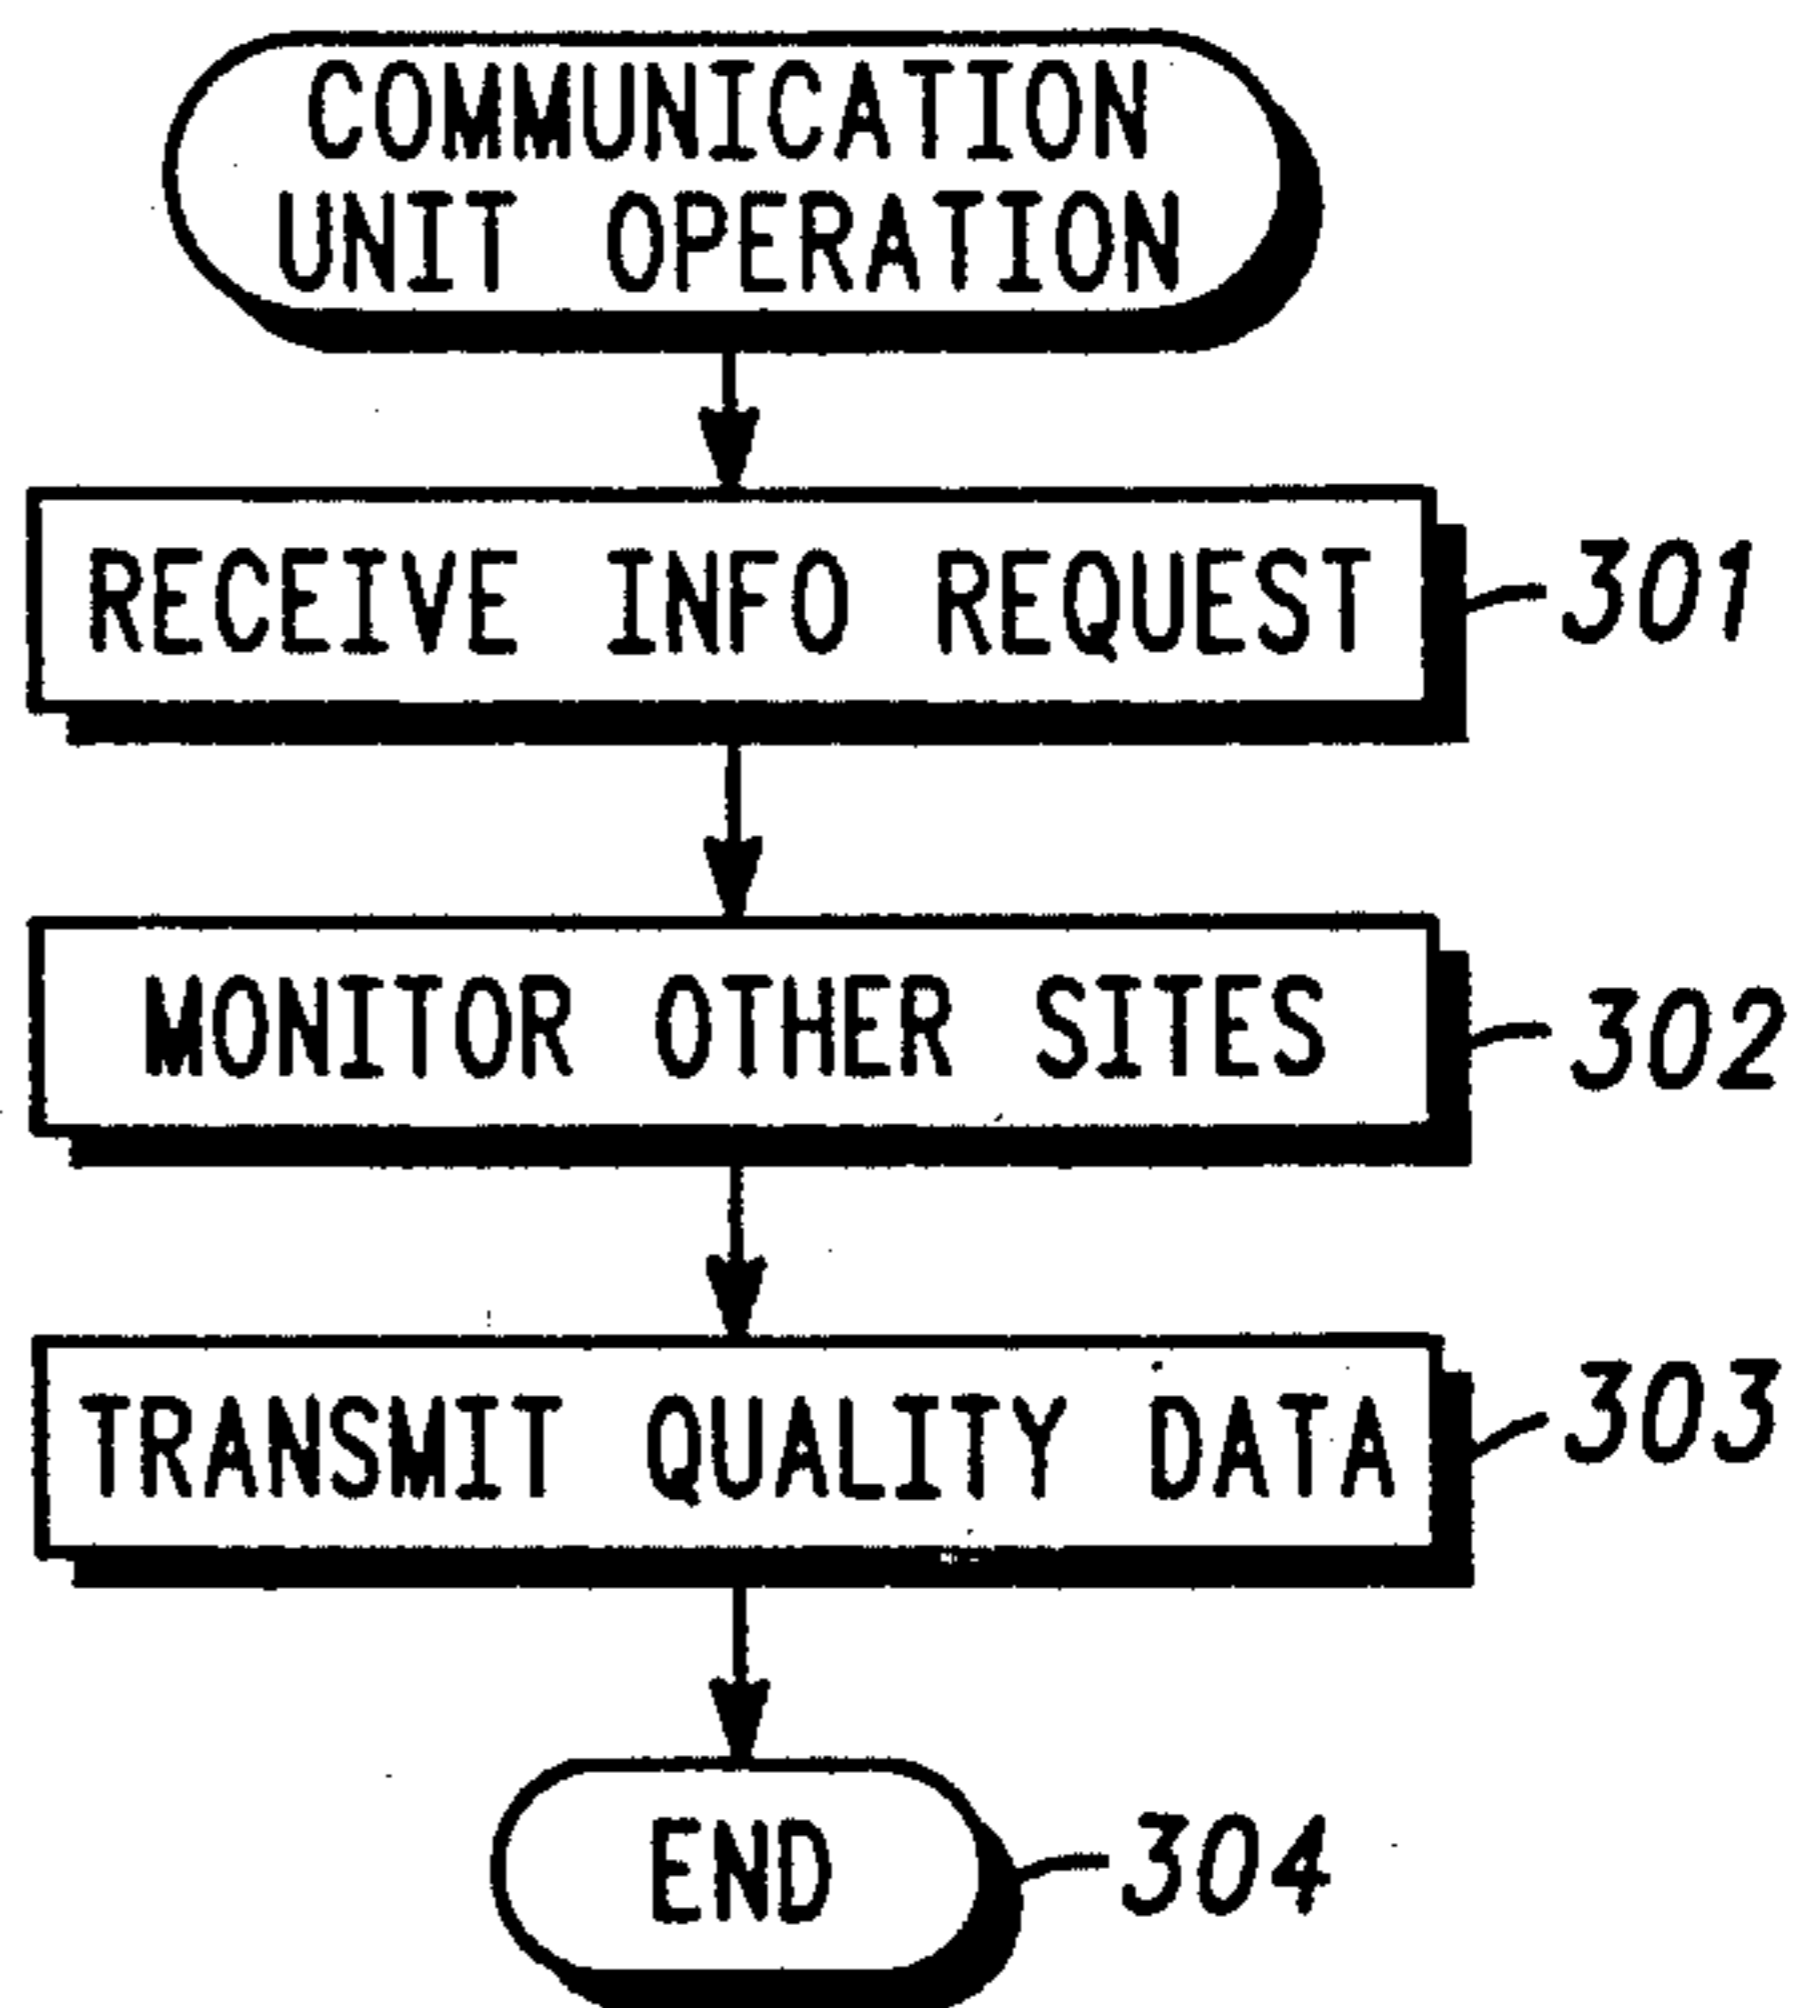 COMMUNICATION
UNIT OPERATION
RECEIVE INFO REQUEST
301
MONITOR OTHER SITES
302
TRANSMIT QUALITY DATA
303
END
304